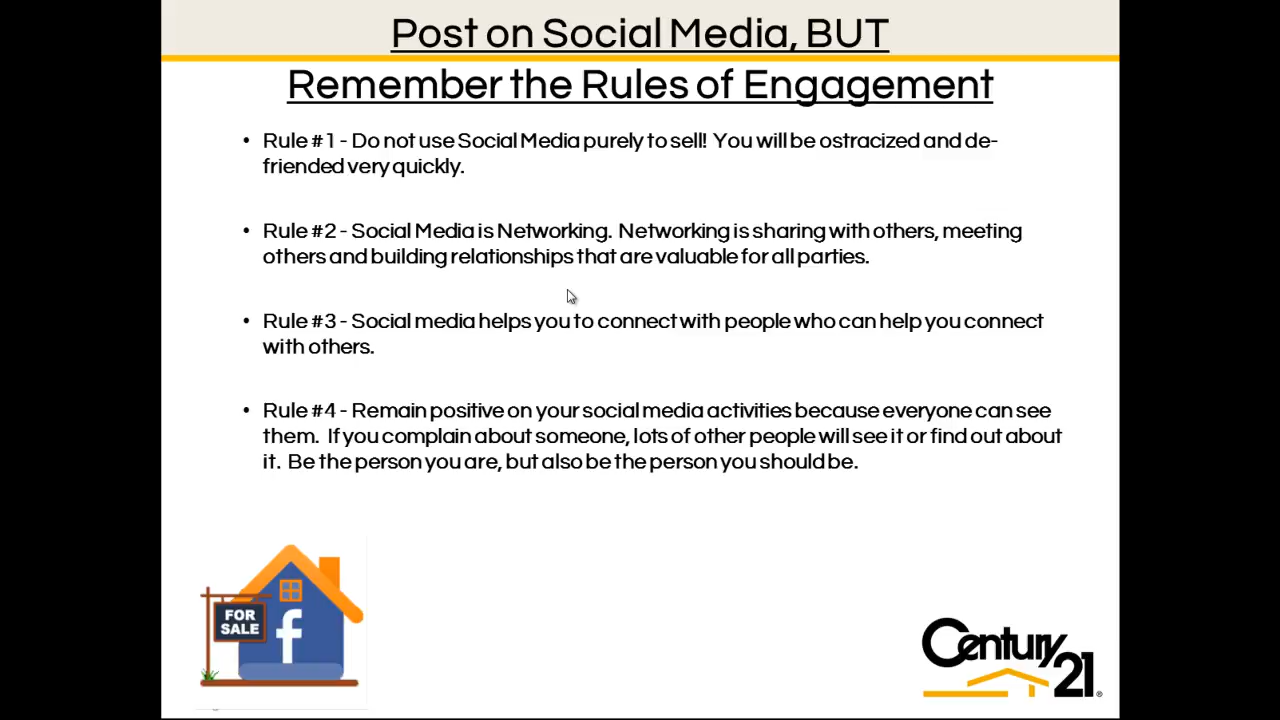 Post on Social Media, BUT
Remember the Rules of Engagement
• Rule #1 - Do not use Social Media purely to sell!  You will be ostracized and de-
friended very quickly.
• Rule #2 - Social Media is Networking.  Networking is sharing with others, meeting
others and building relationships that are valuable for all parties.
• Rule #3 - Social media helps you to connect with people who can help you connect
with others.
• Rule #4 - Remain positive on your social media activities because everyone can see
them.  If you complain about someone, lots of other people will see it or find out about
it.  Be the person you are, but also be the person you should be.
FOR
SALE
f
Century
21®